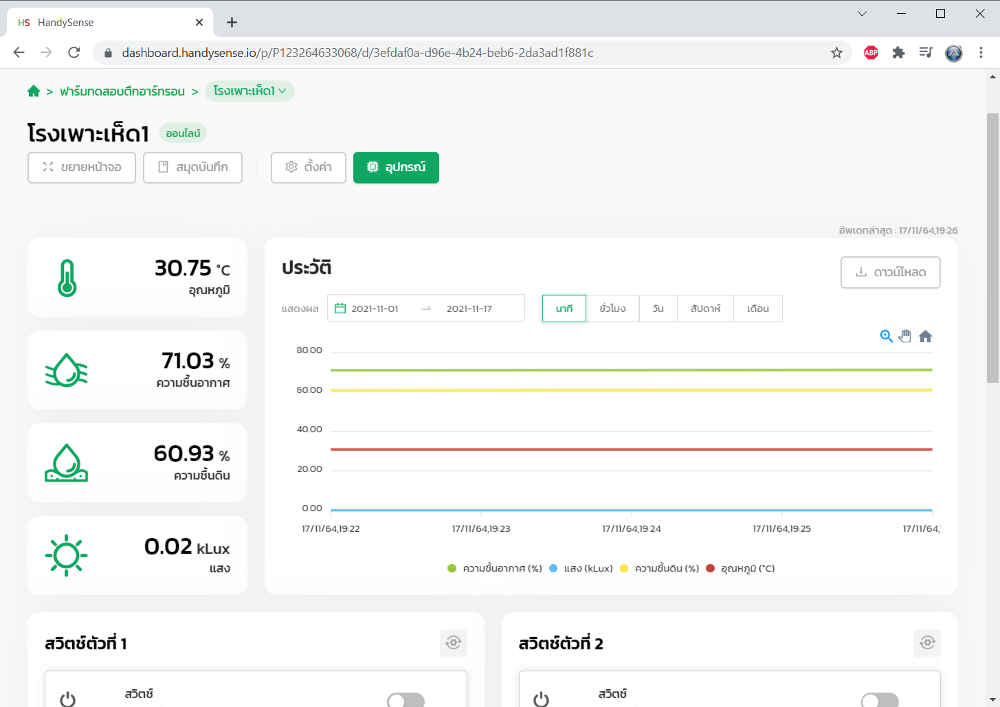 HS HandySense
dashboard.handysense.io/p/P123264633068/d/3efdaf0a-d96e-4b24-beb6-2da3ad1f881c
ABP
> ฟาร์มทดสอบตึกอาร์ทรอน > โรงเพาะเห็ด1
โรงเพาะเห็ด1 ออนไลน์
ขยายหน้าจอ สมุดบันทึก ตั้งค่า อุปกรณ์
อัพเดทล่าสุด : 17/11/64,19:26
30.75 °C
อุณหภูมิ
71.03 %
ความชื้นอากาศ
60.93 %
ความชื้นดิน
0.02 kLux
แสง
ประวัติ
ดาวน์โหลด
แสดงผล 2021-11-01 → 2021-11-17 นาที ชั่วโมง วัน สัปดาห์ เดือน
80.00
60.00
40.00
20.00
0.00
17/11/64,19:22 17/11/64,19:23 17/11/64,19:24 17/11/64,19:25 17/11/64,
ความชื้นอากาศ (%) แสง (kLux) ความชื้นดิน (%) อุณหภูมิ (°C)
สวิตช์ตัวที่ 1
สวิตช์
สวิตช์ตัวที่ 2
สวิตช์